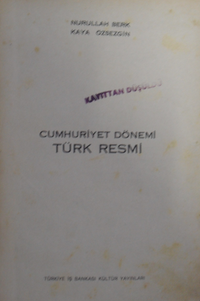 NURULLAH BERK
KAYA ÖZSEZGİN
KAYITTAN DÜŞÜLDÜ
CUMHURİYET DÖNEMİ
TÜRK RESMİ
TÜRKİYE İŞ BANKASI KÜLTÜR YAYINLARI